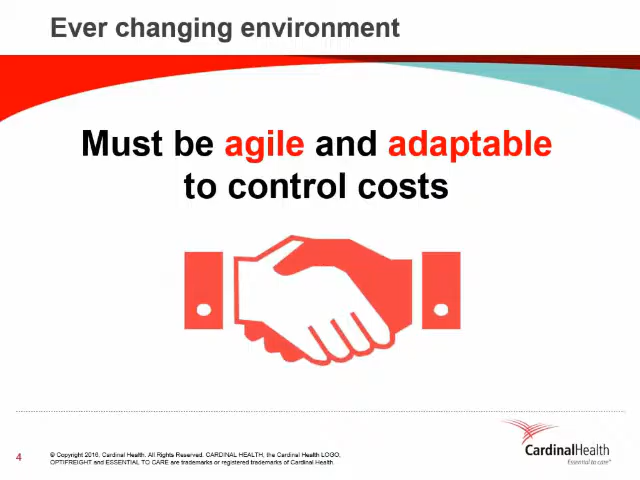 Ever changing environment
Must be agile and adaptable
to control costs
4
© Copyright 2016, Cardinal Health. All Rights Reserved. CARDINAL HEALTH, the Cardinal Health LOGO,
OPTIFREIGHT and ESSENTIAL TO CARE are trademarks or registered trademarks of Cardinal Health.
CardinalHealth
Essential to care™